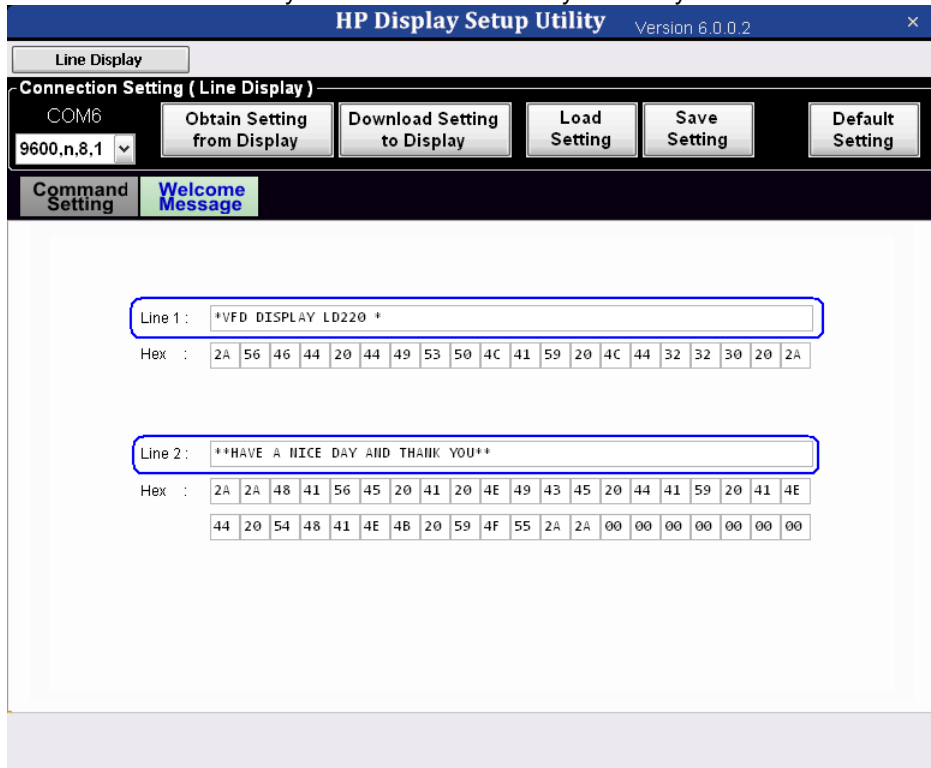 HP Display Setup Utility Version 6.0.0.2 ×
Line Display
Connection Setting ( Line Display )
COM6
9600,n,8,1
Obtain Setting
from Display
Download Setting
to Display
Load
Setting
Save
Setting
Default
Setting
Command
Setting
Welcome
Message
Line 1 : *VFD DISPLAY LD220 *
Hex : 2A 56 46 44 20 44 49 53 50 4C 41 59 20 4C 44 32 32 30 20 2A
Line 2 : **HAVE A NICE DAY AND THANK YOU**
Hex : 2A 2A 48 41 56 45 20 41 20 4E 49 43 45 20 44 41 59 20 41 4E
44 20 54 48 41 4E 4B 20 59 4F 55 2A 2A 00 00 00 00 00 00 00